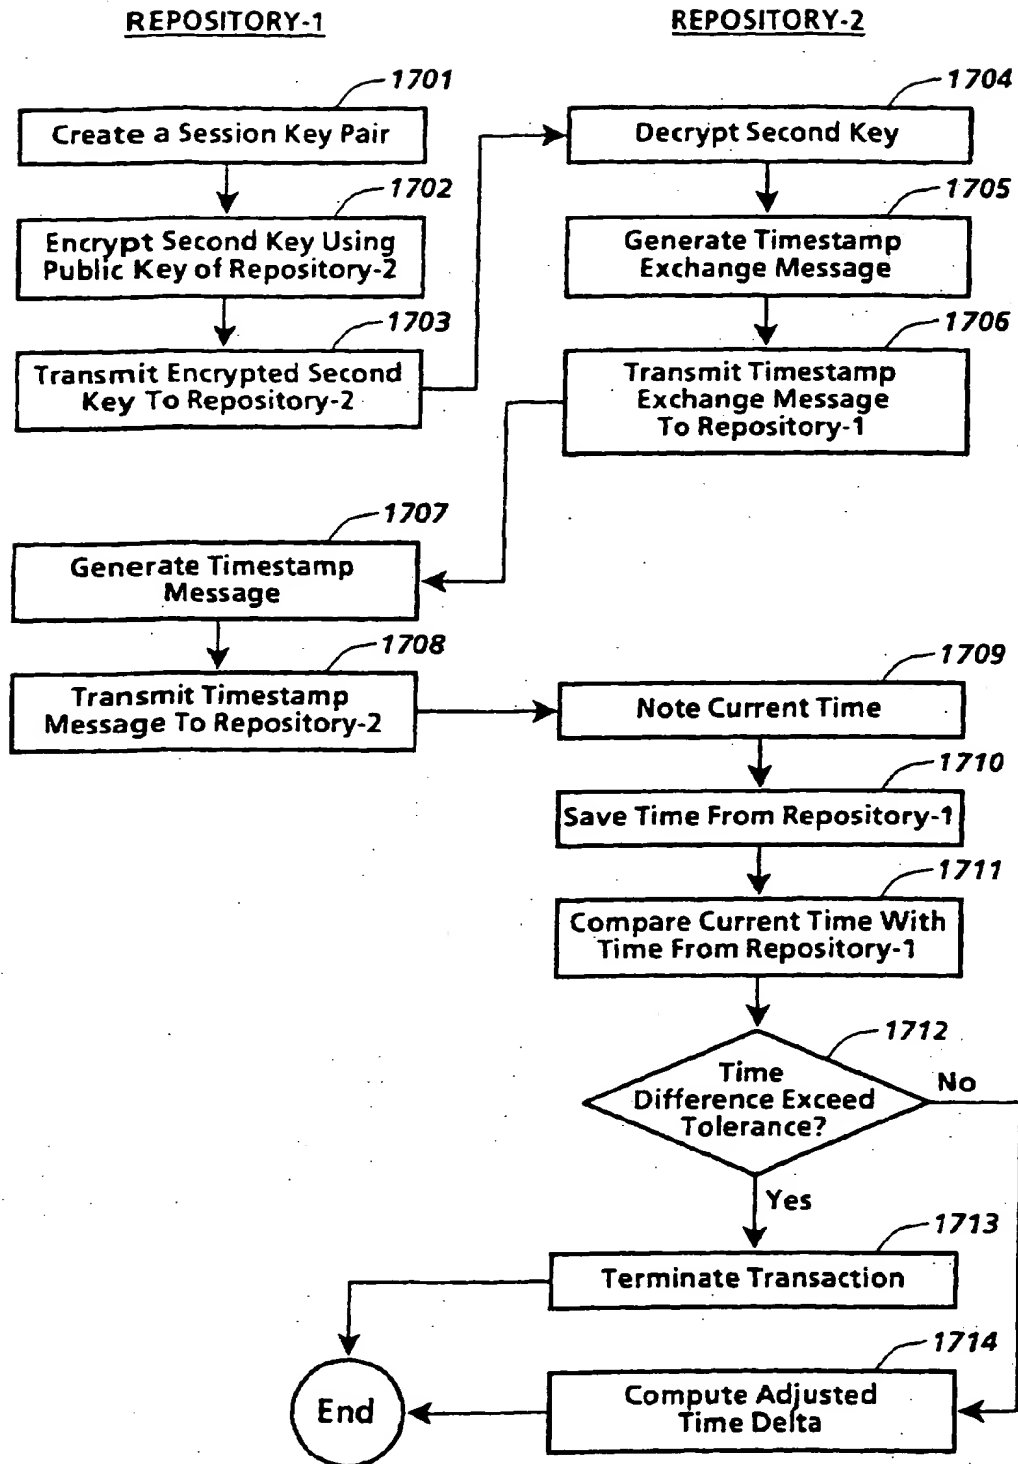 REPOSITORY-1
REPOSITORY-2
1701
Create a Session Key Pair
1702
Encrypt Second Key Using
Public Key of Repository-2
1703
Transmit Encrypted Second
Key To Repository-2
1704
Decrypt Second Key
1705
Generate Timestamp
Exchange Message
1706
Transmit Timestamp
Exchange Message
To Repository-1
1707
Generate Timestamp
Message
1708
Transmit Timestamp
Message To Repository-2
1709
Note Current Time
1710
Save Time From Repository-1
1711
Compare Current Time With
Time From Repository-1
1712
Time
Difference Exceed
Tolerance?
No
Yes
1713
Terminate Transaction
1714
Compute Adjusted
Time Delta
End